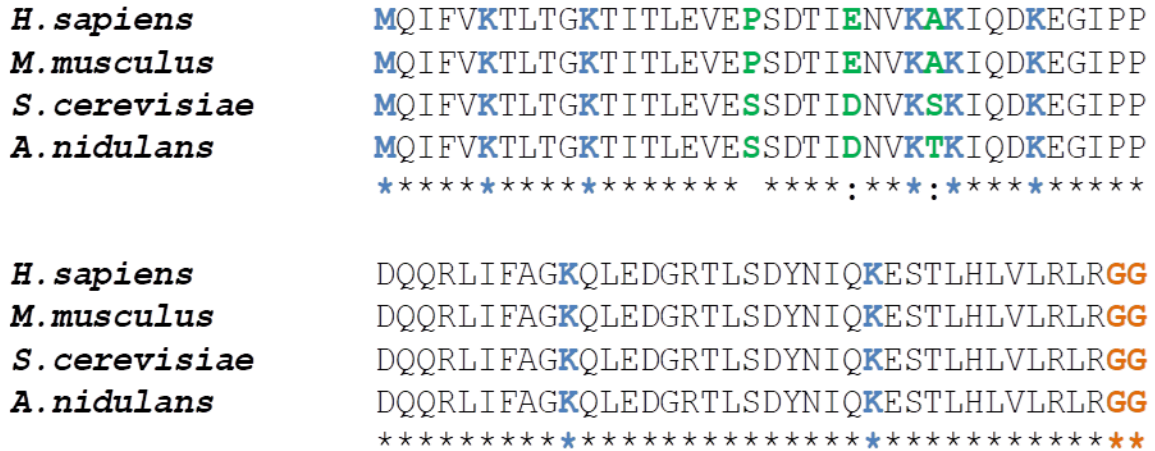 H.sapiens MQIFVKTLTGKTITLEVEPSDTIENVKAKIQDKEGIPP
M.musculus MQIFVKTLTGKTITLEVEPSDTIENVKAKIQDKEGIPP
S.cerevisiae MQIFVKTLTGKTITLEVESSDTIDNVKSKIQDKEGIPP
A.nidulans MQIFVKTLTGKTITLEVESSDTIDNVKTKIQDKEGIPP
****************** ****:***:**********
H.sapiens DQQRLIFAGKQLEDGRTLSDYNIQKESTLHLVLRLRGG
M.musculus DQQRLIFAGKQLEDGRTLSDYNIQKESTLHLVLRLRGG
S.cerevisiae DQQRLIFAGKQLEDGRTLSDYNIQKESTLHLVLRLRGG
A.nidulans DQQRLIFAGKQLEDGRTLSDYNIQKESTLHLVLRLRGG
**************************************